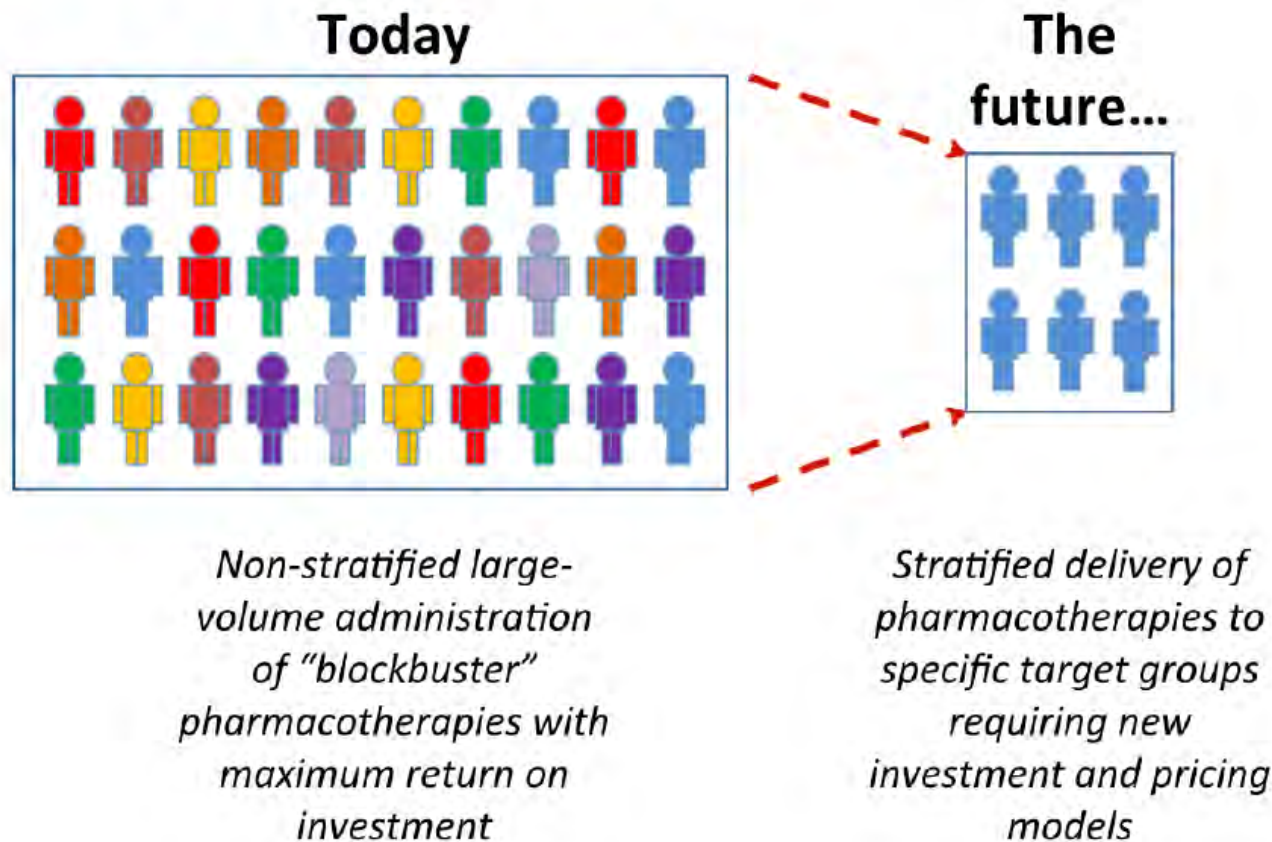 Today
The
future...
Non-stratified large-
volume administration
of “blockbuster”
pharmacotherapies with
maximum return on
investment
Stratified delivery of
pharmacotherapies to
specific target groups
requiring new
investment and pricing
models